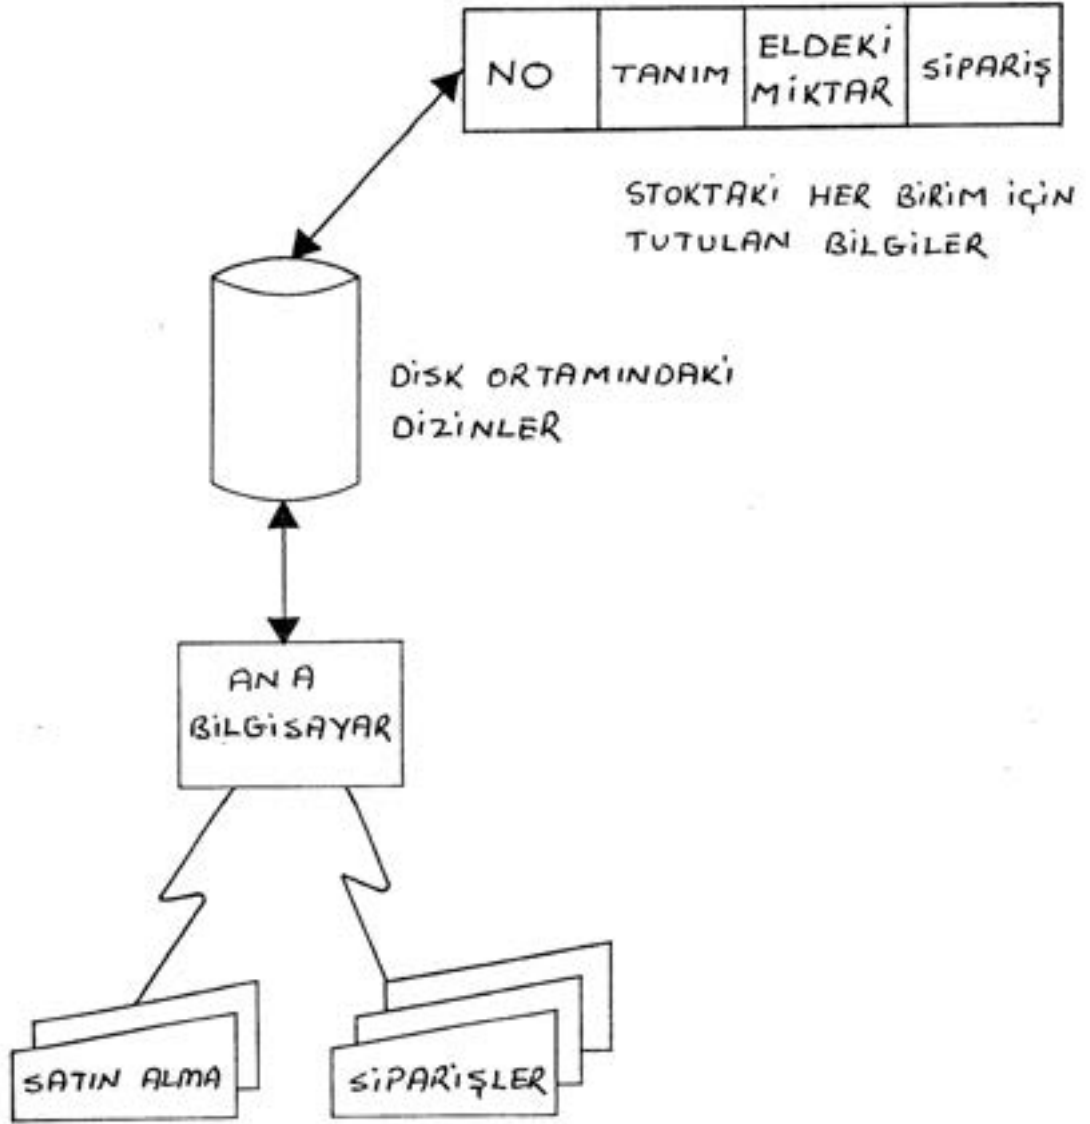 NO
TANIM
ELDEKİ
MİKTAR
SİPARİŞ
STOKTAKİ HER BİRİM İÇİN
TUTULAN BİLGİLER
DİSK ORTAMINDAKİ
DİZİNLER
ANA
BİLGİSAYAR
SATIN ALMA
SİPARİŞLER